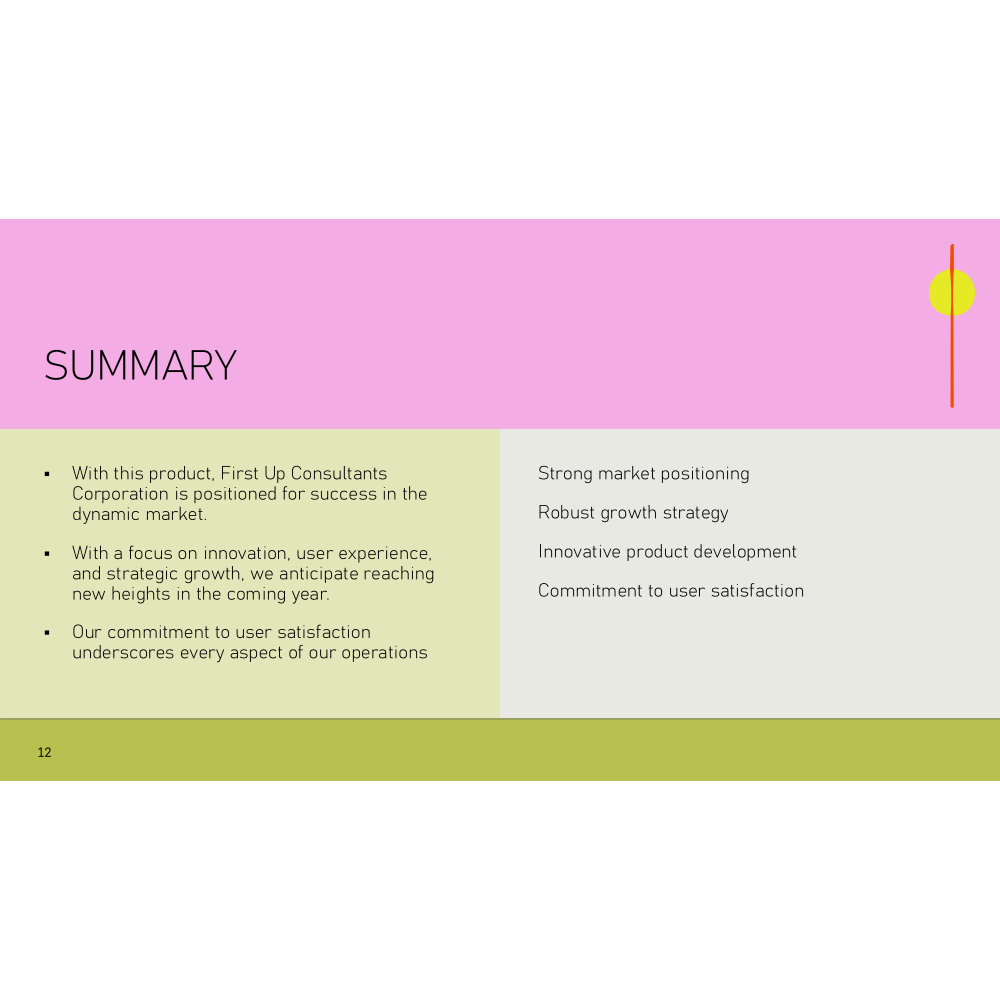 SUMMARY
▪ With this product, First Up Consultants
Corporation is positioned for success in the
dynamic market.
▪ With a focus on innovation, user experience,
and strategic growth, we anticipate reaching
new heights in the coming year.
▪ Our commitment to user satisfaction
underscores every aspect of our operations
Strong market positioning
Robust growth strategy
Innovative product development
Commitment to user satisfaction
12